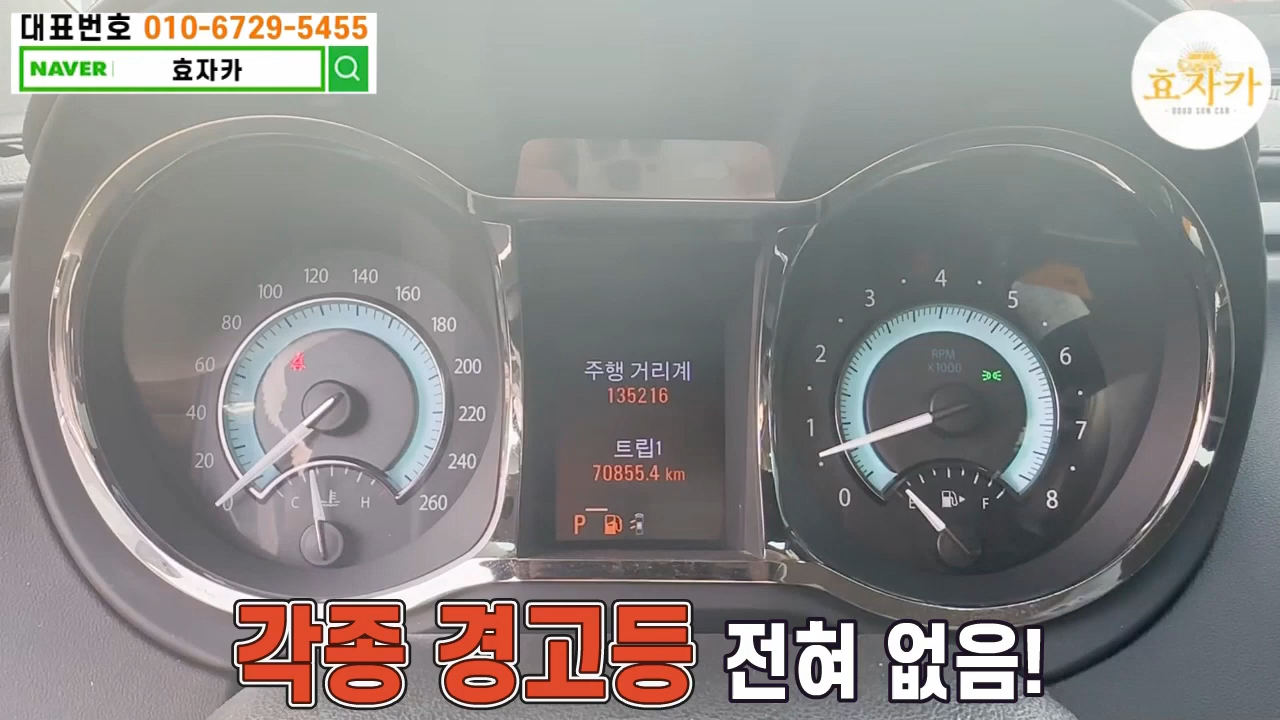 대표번호 010-6729-5455
NAVER 효자카
효자카
- GOOD SON CAR -
120 140
100 160
80 180
60 200
40 220
20 240
0 260
C H
주행 거리계
135216
트립1
70855.4 km
P
4
3 5
2 6
1 7
0 8
RPM
X1000
E F
각종 경고등 전혀 없음!